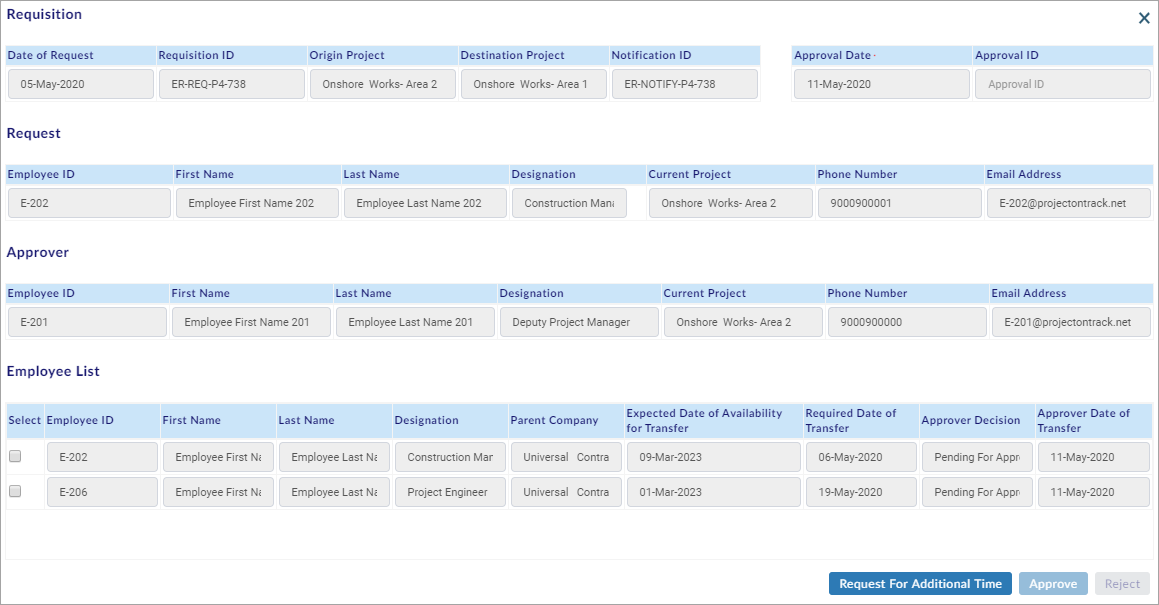 Requisition
Date of Request Requisition ID Origin Project Destination Project Notification ID Approval Date · Approval ID
05-May-2020 ER-REQ-P4-738 Onshore Works- Area 2 Onshore Works- Area 1 ER-NOTIFY-P4-738 11-May-2020 Approval ID
Request
Employee ID First Name Last Name Designation Current Project Phone Number Email Address
E-202 Employee First Name 202 Employee Last Name 202 Construction Mana Onshore Works- Area 2 9000900001 E-202@projectontrack.net
Approver
Employee ID First Name Last Name Designation Current Project Phone Number Email Address
E-201 Employee First Name 201 Employee Last Name 201 Deputy Project Manager Onshore Works- Area 2 9000900000 E-201@projectontrack.net
Employee List
Select Employee ID First Name Last Name Designation Parent Company Expected Date of Availability for Transfer Required Date of Transfer Approver Decision Approver Date of Transfer
E-202 Employee First Na Employee Last Na Construction Mar Universal Contra 09-Mar-2023 06-May-2020 Pending For Appr 11-May-2020
E-206 Employee First Na Employee Last Na Project Engineer Universal Contra 01-Mar-2023 19-May-2020 Pending For Appr 11-May-2020
Request For Additional Time Approve Reject